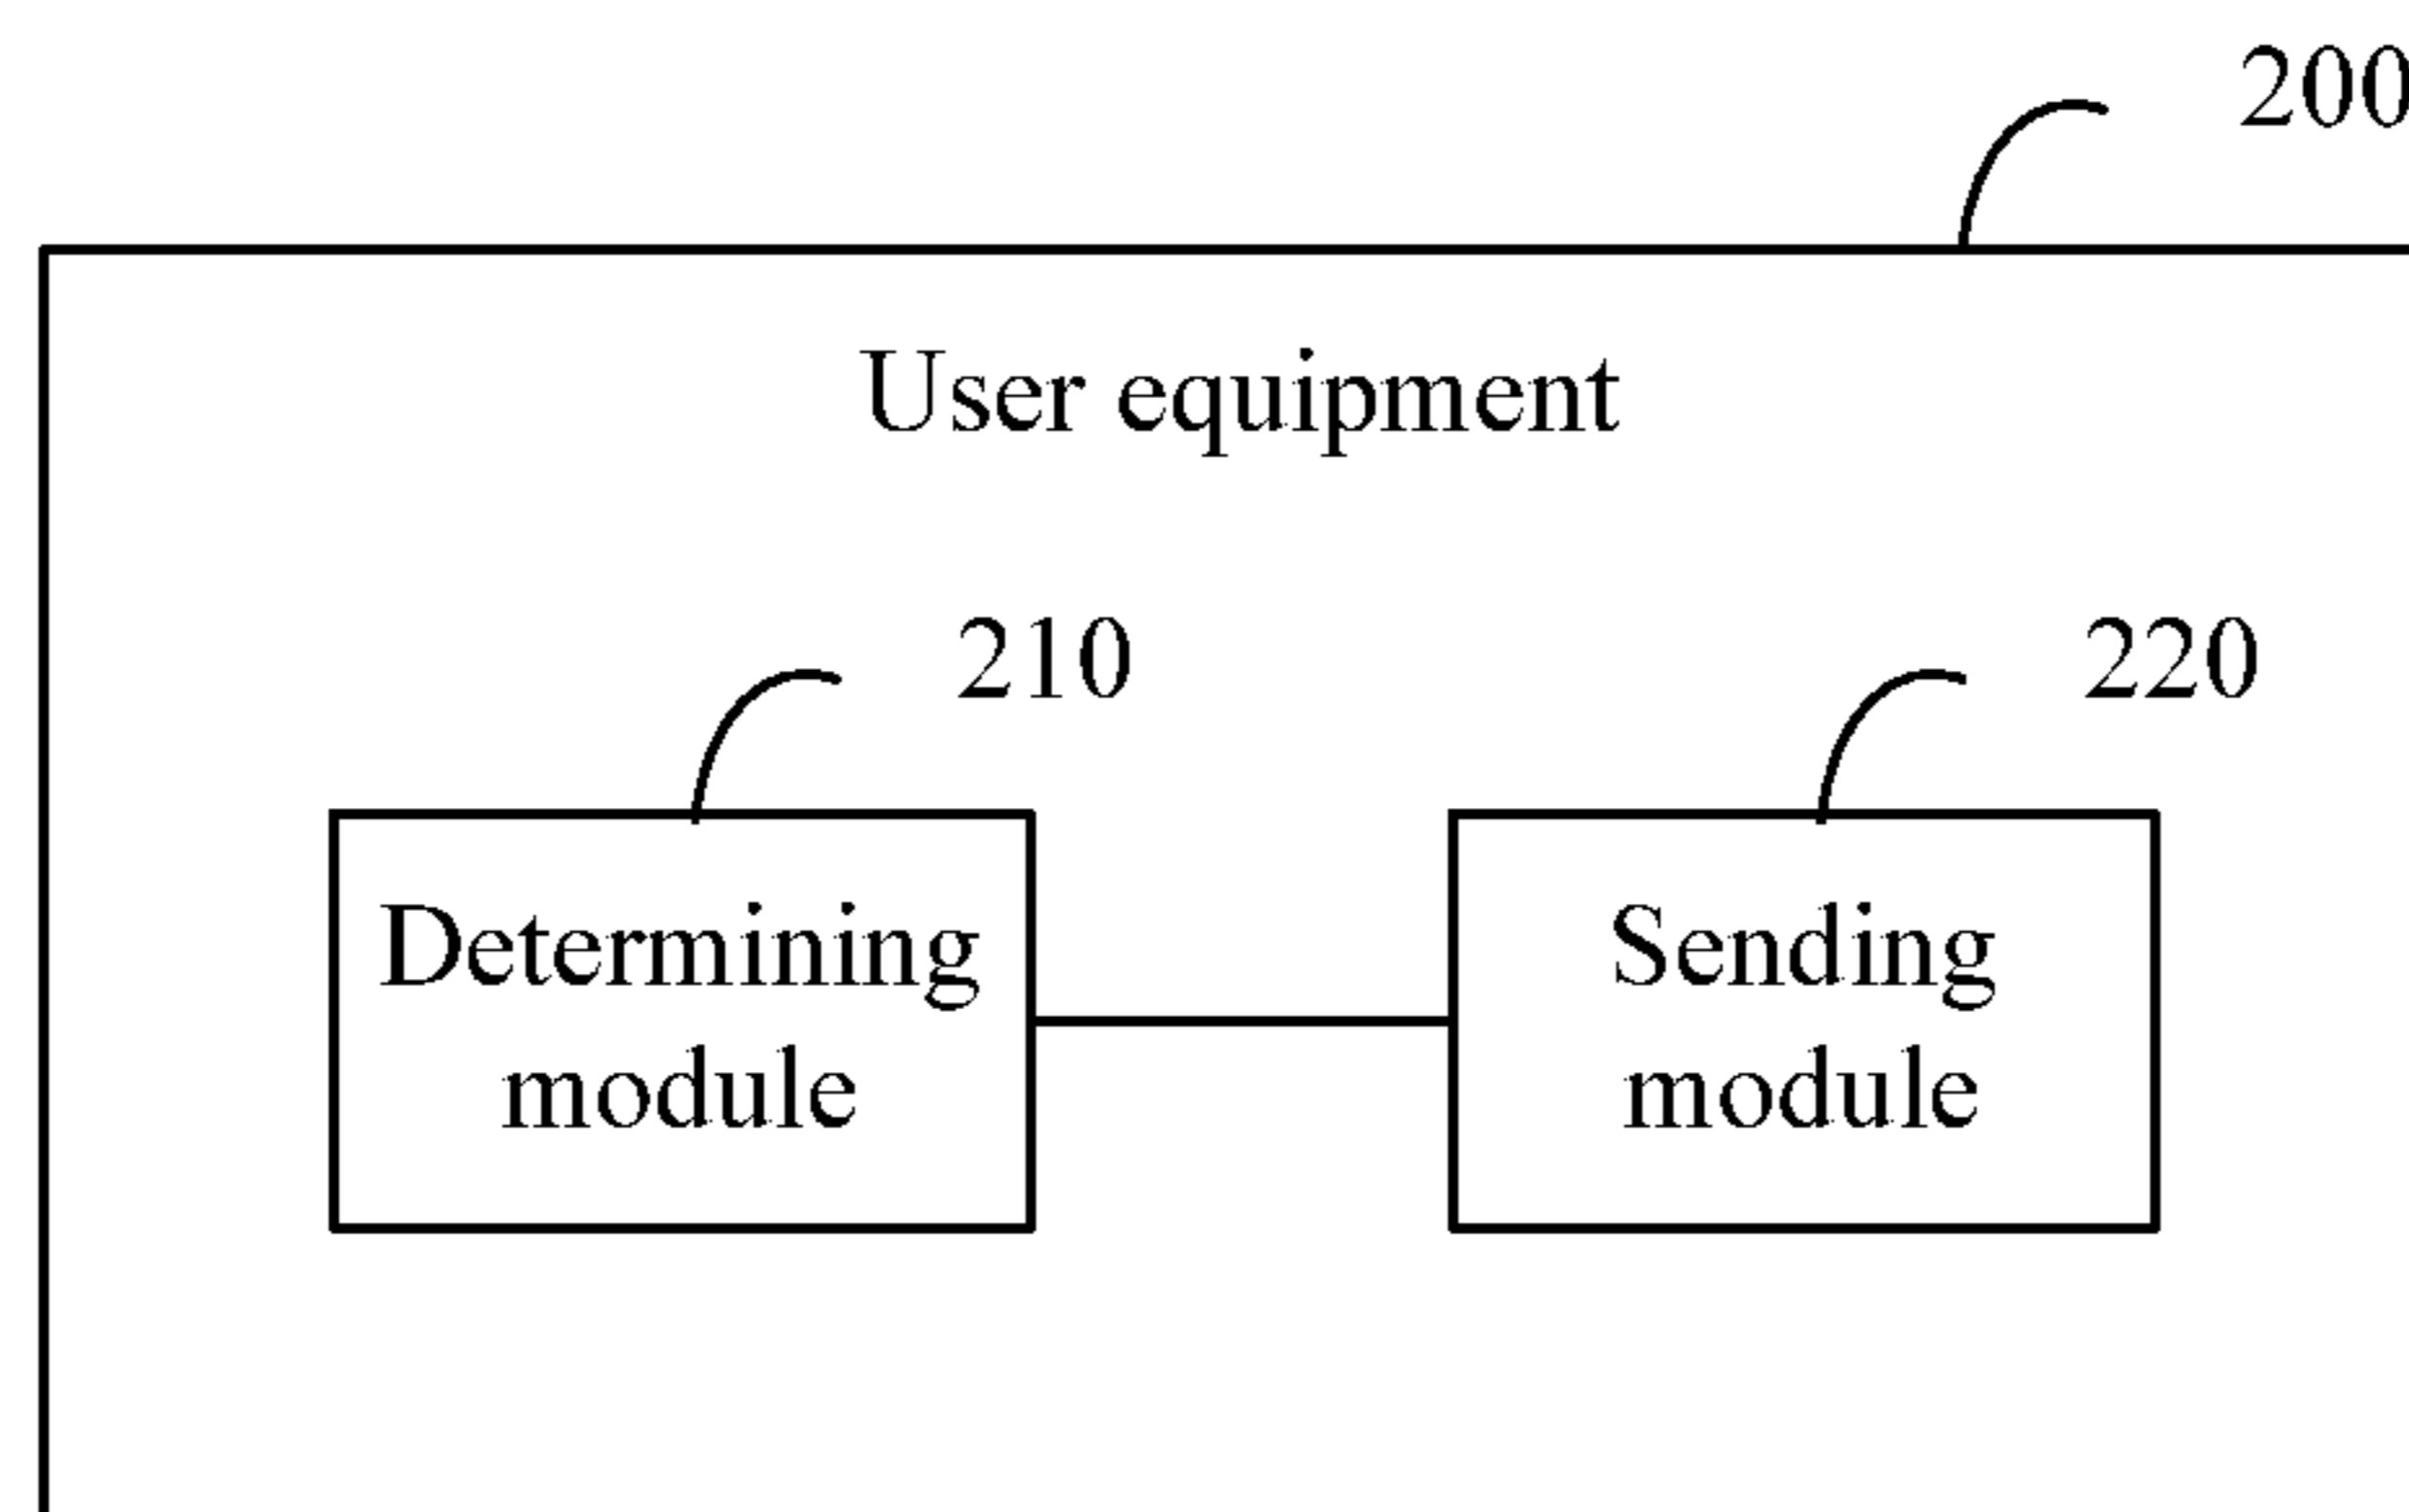 200
User equipment
210
220
Determining
module
Sending
module